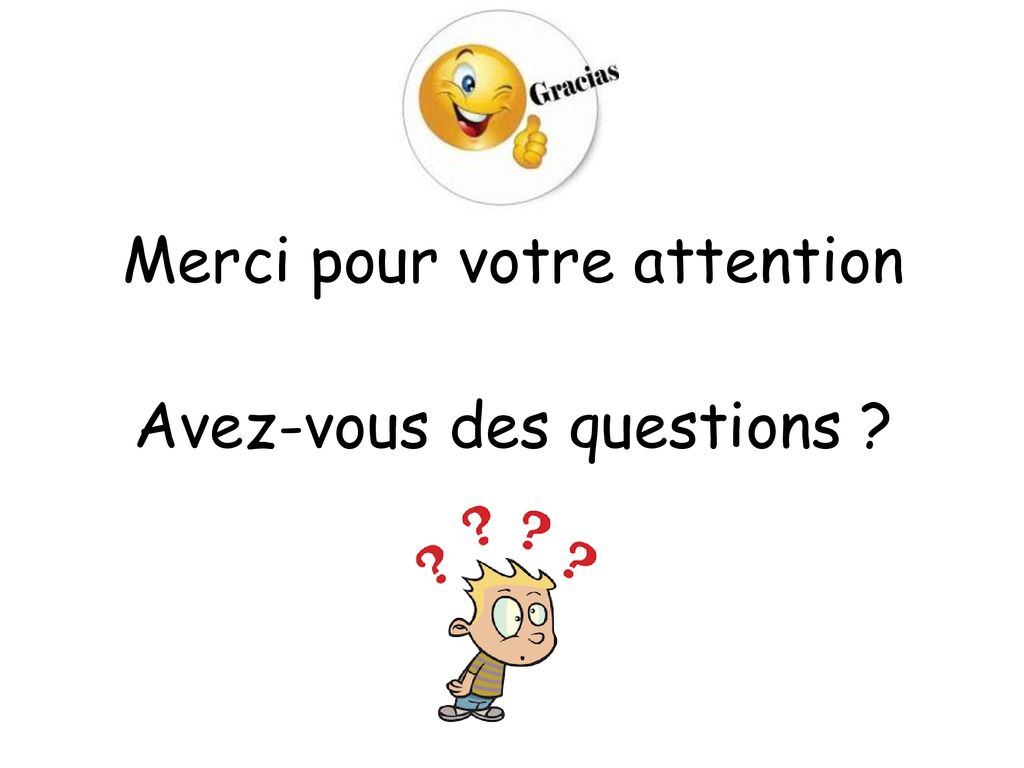 Gracias
Merci pour votre attention
Avez-vous des questions ?
? ? ? ?